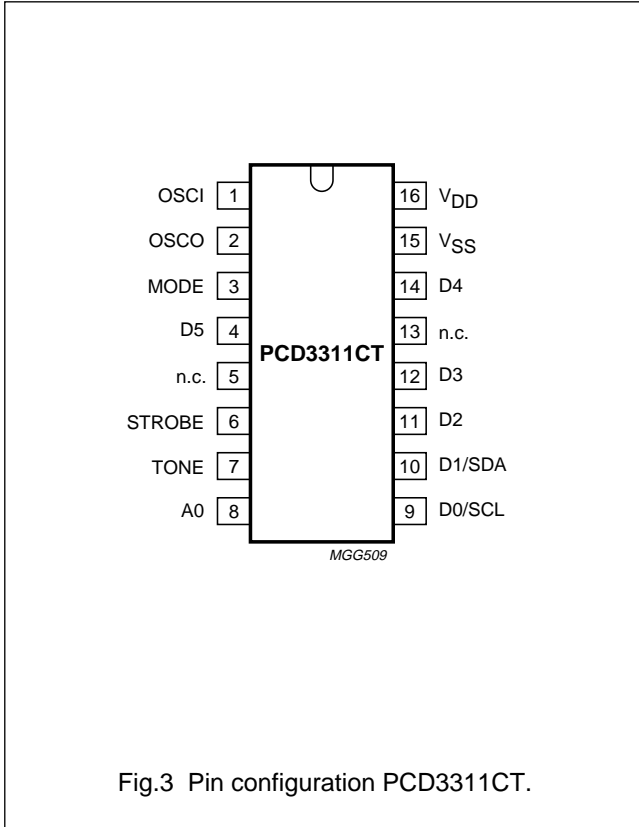 OSCI 1 16 VDD
OSCO 2 15 VSS
MODE 3 14 D4
D5 4 13 n.c.
PCD3311CT
n.c. 5 12 D3
STROBE 6 11 D2
TONE 7 10 D1/SDA
A0 8 9 D0/SCL
MGG509
Fig.3 Pin configuration PCD3311CT.